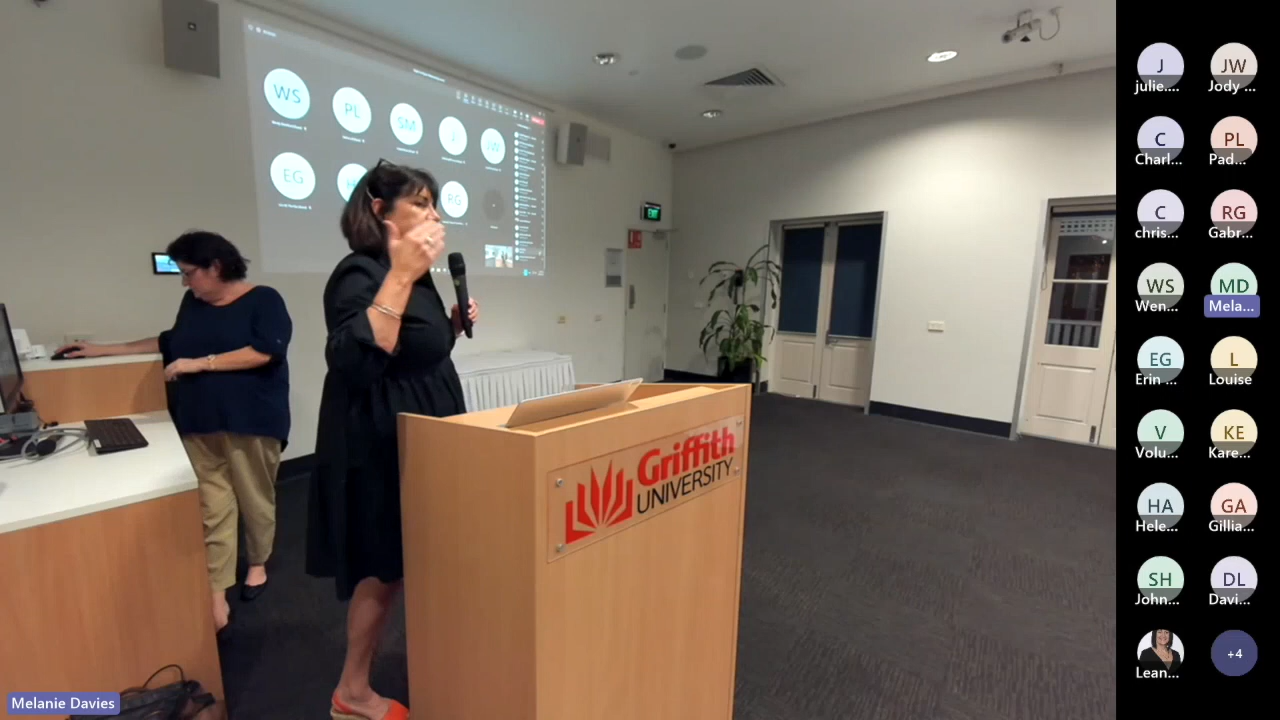 WS
PL
SM
J
JW
EG
RG
EXIT
Griffith
UNIVERSITY
Melanie Davies
J
julie....
JW
Jody ...
C
Charl...
PL
Pad...
C
chris...
RG
Gabr...
WS
Wen...
MD
Mela...
EG
Erin ...
L
Louise
V
Volu...
KE
Kare...
HA
Hele...
GA
Gillia...
SH
John...
DL
Davi...
Lean...
+4